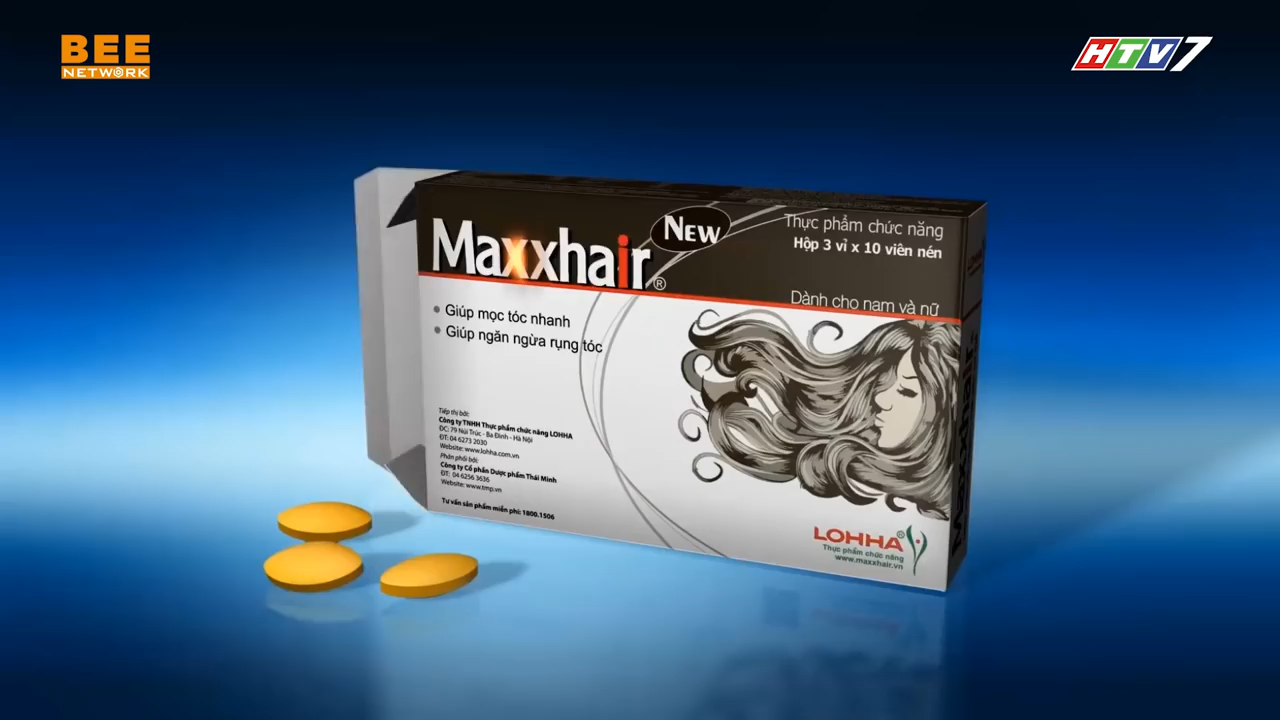 BEE
NETWORK
HTV7
Maxxhair®
NEW
Thực phẩm chức năng
Hộp 3 vỉ x 10 viên nén
Dành cho nam và nữ
Giúp mọc tóc nhanh
Giúp ngăn ngừa rụng tóc
Tiếp thị bởi:
Công ty TNHH Thực phẩm chức năng LOHHA
ĐC: 79 Núi Trúc - Ba Đình - Hà Nội
ĐT: 04 6273 2030
Website: www.lohha.com.vn
Phân phối bởi:
Công ty Cổ phần Dược phẩm Thái Minh
ĐT: 04 6256 3636
Website: www.tmp.vn
Tư vấn sản phẩm miễn phí: 1800.1506
LOHHA®
Thực phẩm chức năng
www.maxxhair.vn
Maxxhair